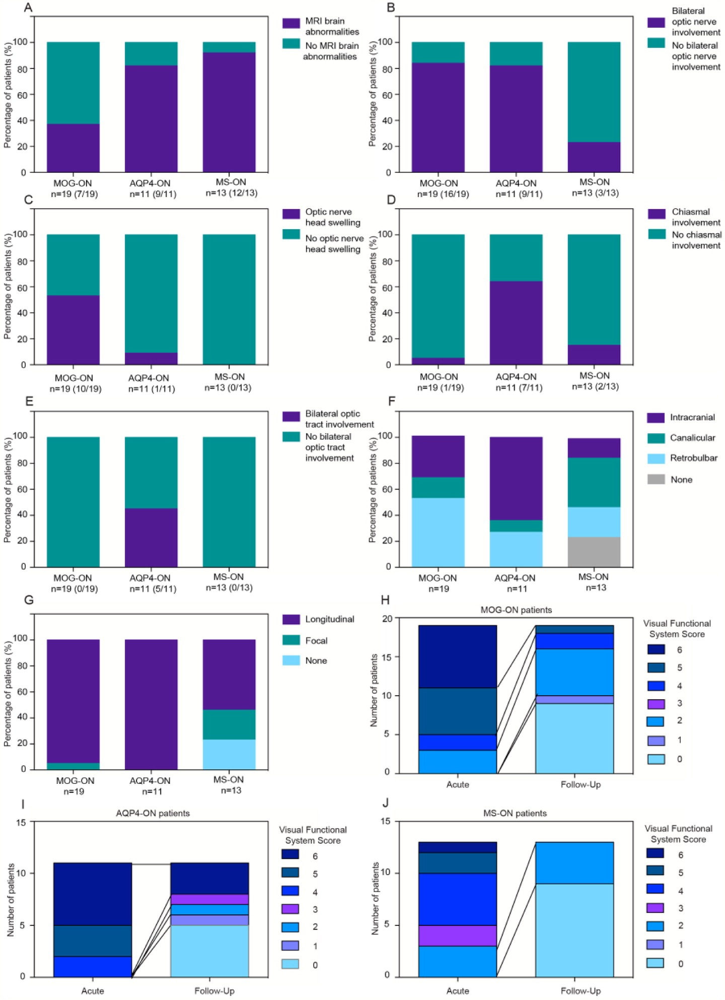 A
Percentage of patients (%)
100
80
60
40
20
0
MOG-ON
n=19 (7/19)
AQP4-ON
n=11 (9/11)
MS-ON
n=13 (12/13)
MRI brain
abnormalities
No MRI brain
abnormalities
B
Percentage of patients (%)
100
80
60
40
20
0
MOG-ON
n=19 (16/19)
AQP4-ON
n=11 (9/11)
MS-ON
n=13 (3/13)
Bilateral
optic nerve
involvement
No bilateral
optic nerve
involvement
C
Percentage of patients (%)
100
80
60
40
20
0
MOG-ON
n=19 (10/19)
AQP4-ON
n=11 (1/11)
MS-ON
n=13 (0/13)
Optic nerve
head swelling
No optic nerve
head swelling
D
Percentage of patients (%)
100
80
60
40
20
0
MOG-ON
n=19 (1/19)
AQP4-ON
n=11 (7/11)
MS-ON
n=13 (2/13)
Chiasmal
involvement
No chiasmal
involvement
E
Percentage of patients (%)
100
80
60
40
20
0
MOG-ON
n=19 (0/19)
AQP4-ON
n=11 (5/11)
MS-ON
n=13 (0/13)
Bilateral optic
tract involvement
No bilateral
optic tract
involvement
F
Percentage of patients (%)
100
80
60
40
20
0
MOG-ON
n=19
AQP4-ON
n=11
MS-ON
n=13
Intracranial
Canalicular
Retrobulbar
None
G
Percentage of patients (%)
100
80
60
40
20
0
MOG-ON
n=19
AQP4-ON
n=11
MS-ON
n=13
Longitudinal
Focal
None
H
MOG-ON patients
Number of patients
20
15
10
5
0
Acute
Follow-Up
Visual Functional
System Score
6
5
4
3
2
1
0
I
AQP4-ON patients
Number of patients
15
10
5
0
Acute
Follow-Up
Visual Functional
System Score
6
5
4
3
2
1
0
J
MS-ON patients
Number of patients
15
10
5
0
Acute
Follow-Up
Visual Functional
System Score
6
5
4
3
2
1
0